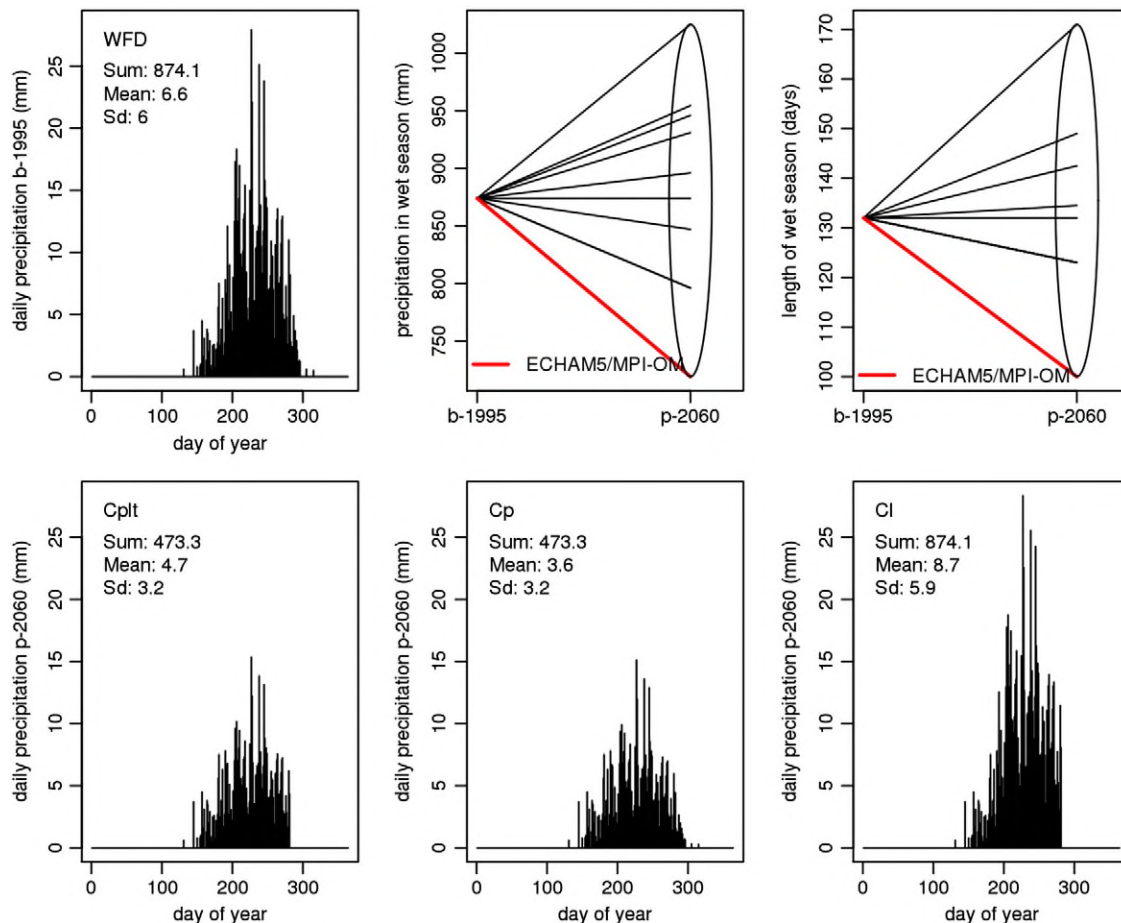 daily precipitation b-1995 (mm)
25
20
15
10
5
0
WFD
Sum: 874.1
Mean: 6.6
Sd: 6
0 100 200 300
day of year
precipitation in wet season (mm)
1000
950
900
850
800
750
ECHAM5/MPI-OM
b-1995 p-2060
length of wet season (days)
170
160
150
140
130
120
110
100
ECHAM5/MPI-OM
b-1995 p-2060
daily precipitation p-2060 (mm)
25
20
15
10
5
0
Cplt
Sum: 473.3
Mean: 4.7
Sd: 3.2
0 100 200 300
day of year
daily precipitation p-2060 (mm)
25
20
15
10
5
0
Cp
Sum: 473.3
Mean: 3.6
Sd: 3.2
0 100 200 300
day of year
daily precipitation p-2060 (mm)
25
20
15
10
5
0
Cl
Sum: 874.1
Mean: 8.7
Sd: 5.9
0 100 200 300
day of year